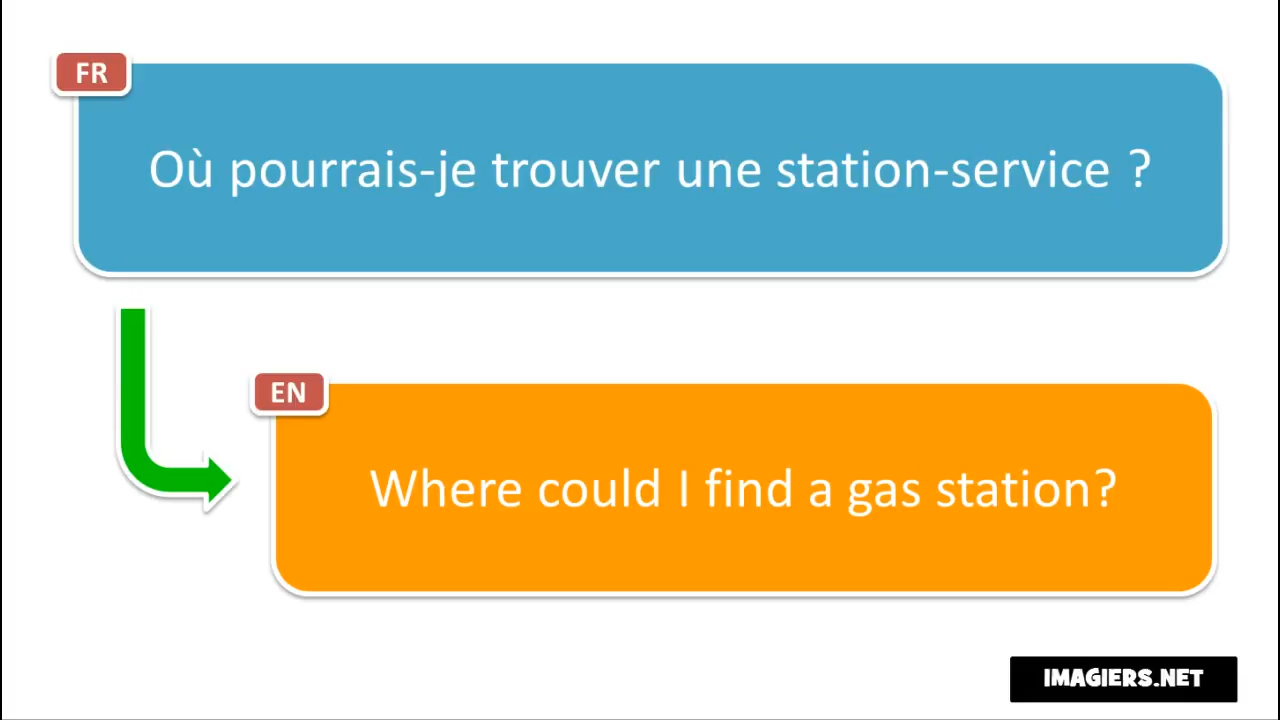 FR
Où pourrais-je trouver une station-service ?
EN
Where could I find a gas station?
IMAGIERS.NET